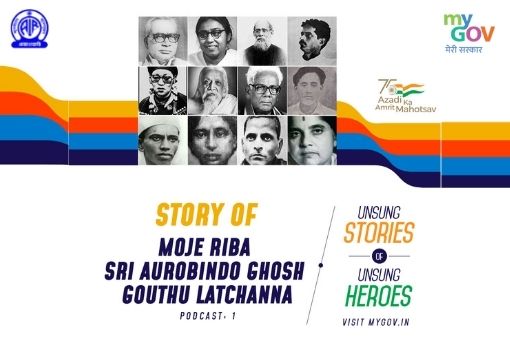 my
GOV
मेरी सरकार
75
Azadi Ka
Amrit Mahotsav
STORY OF
MOJE RIBA
SRI AUROBINDO GHOSH
GOUTHU LATCHANNA
PODCAST: 1
UNSUNG
STORIES
OF
UNSUNG
HEROES
VISIT MYGOV.IN